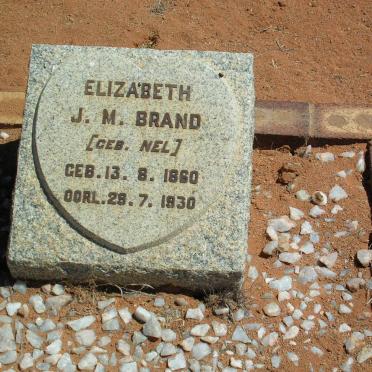 ELIZABETH
J. M. BRAND
[GEB. NEL]
GEB. 13. 8. 1860
OORL. 29. 7. 1930